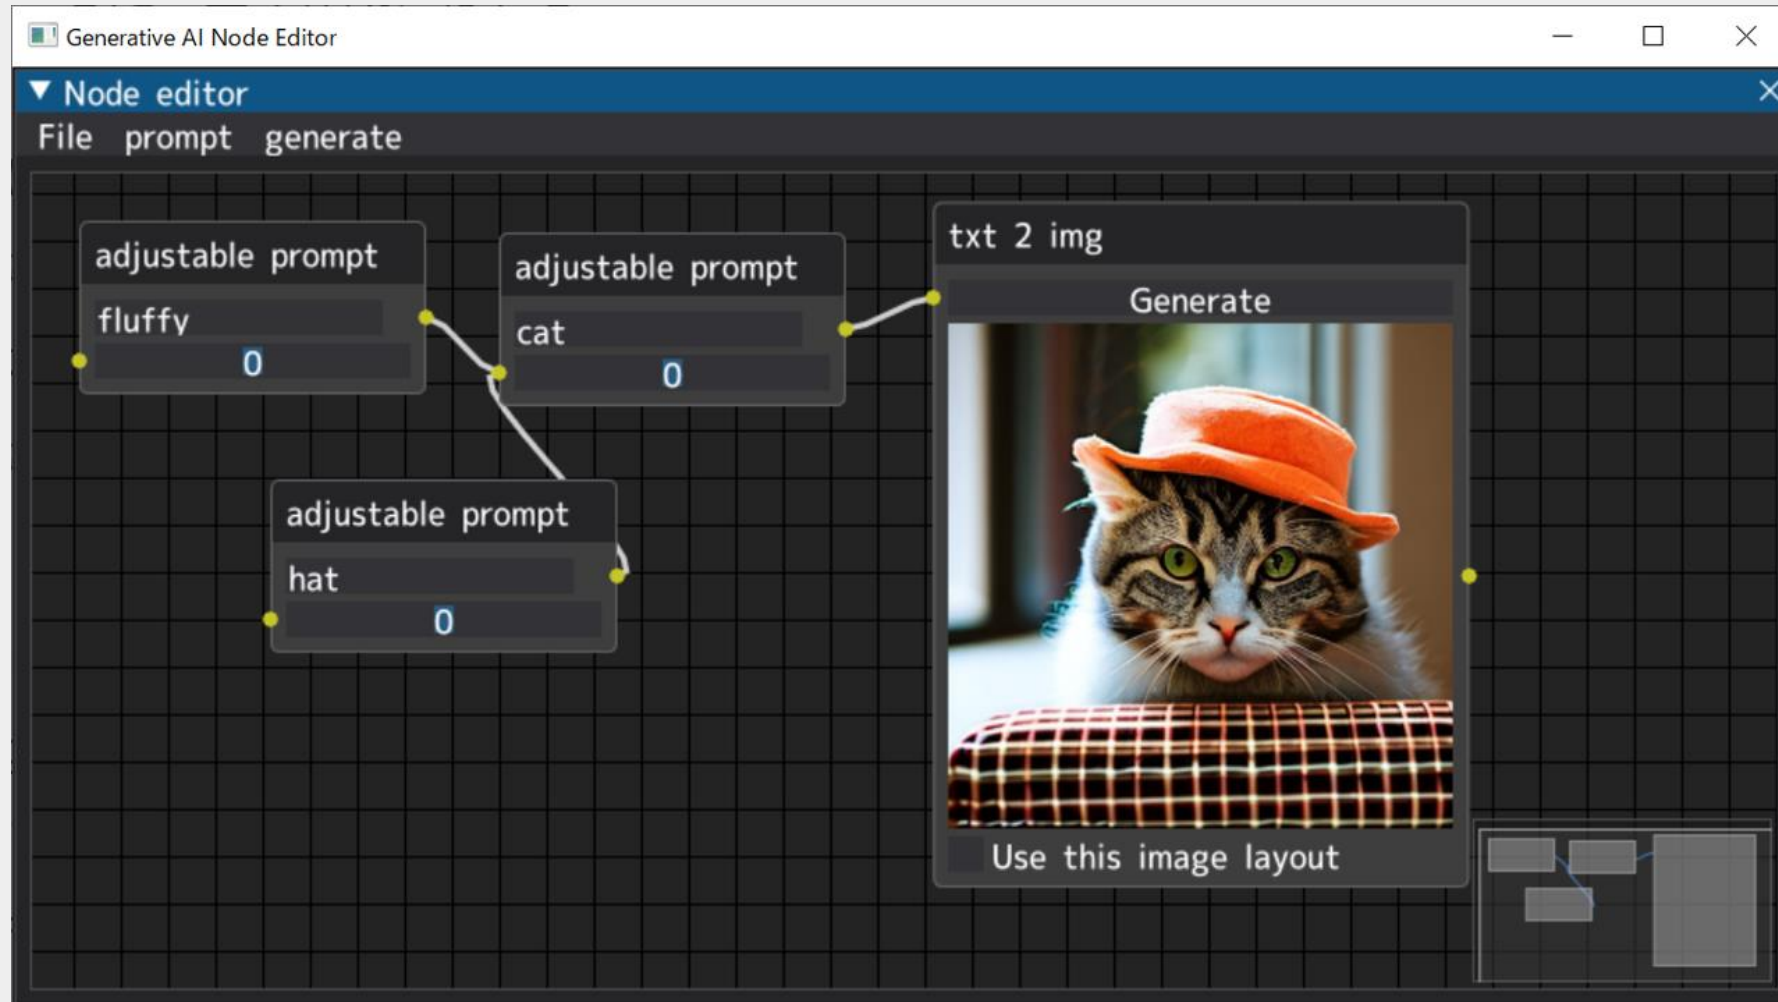 Generative AI Node Editor
Node editor
File prompt generate
adjustable prompt
fluffy
0
adjustable prompt
cat
0
adjustable prompt
hat
0
txt 2 img
Generate
Use this image layout